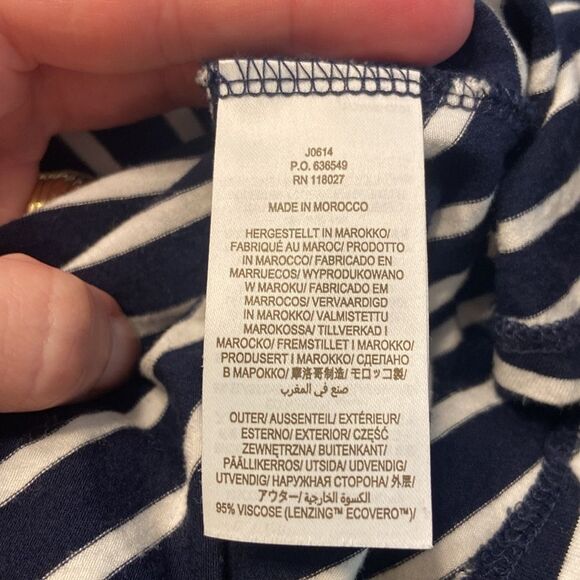 J0614
P.O. 636549
RN 118027
MADE IN MOROCCO
HERGESTELLT IN MAROKKO/
FABRIQUÉ AU MAROC/ PRODOTTO
IN MAROCCO/ FABRICADO EN
MARRUECOS/ WYPRODUKOWANO
W MAROKU/ FABRICADO EM
MARROCOS/ VERVAARDIGD
IN MAROKKO/ VALMISTETTU
MAROKOSSA/ TILLVERKAD I
MAROCKO/ FREMSTILLET I MAROKKO/
PRODUSERT I MAROKKO/ СДЕЛАНО
В МАРОККО/ 摩洛哥制造/ モロッコ製/
صنع في المغرب
OUTER/ AUSSENTEIL/ EXTÉRIEUR/
ESTERNO/ EXTERIOR/ CZĘŚĆ
ZEWNĘTRZNA/ BUITENKANT/
PÄÄLLIKERROS/ UTSIDA/ UDVENDIG/
UTVENDIG/ НАРУЖНАЯ СТОРОНА/ 外层/
アウター/ الكسوة الخارجية/
95% VISCOSE (LENZING™ ECOVERO™)/